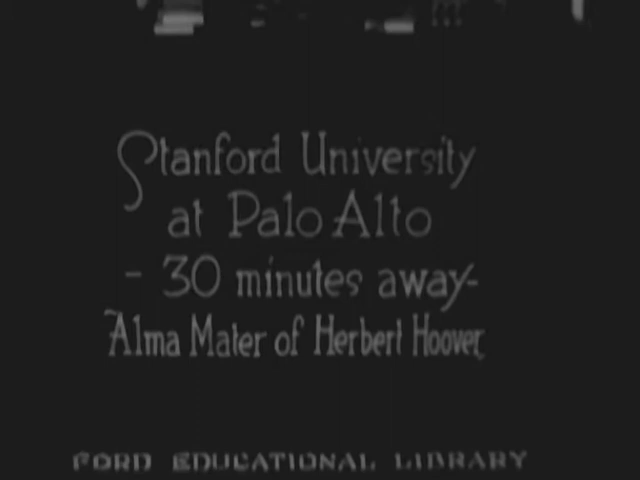 Stanford University
at Palo Alto
- 30 minutes away-
Alma Mater of Herbert Hoover.
FORD EDUCATIONAL LIBRARY